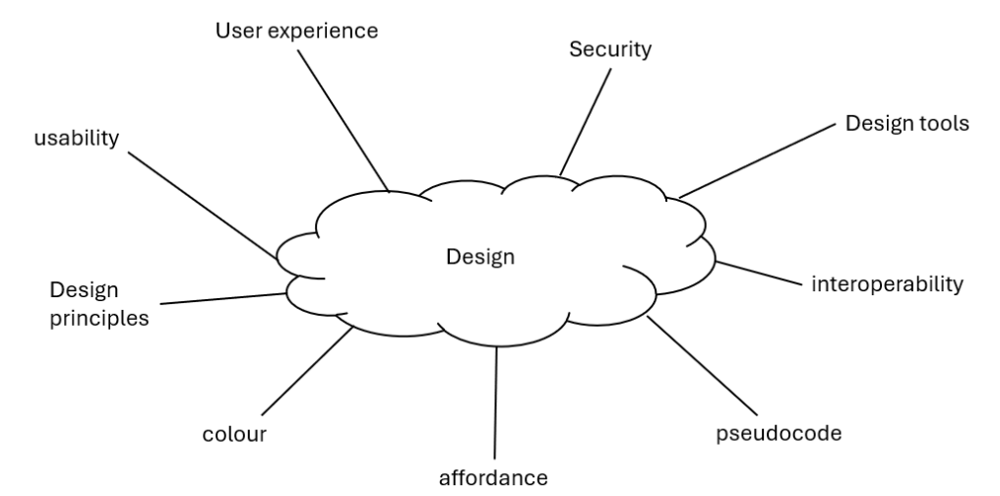 User experience
Security
Design tools
usability
Design
interoperability
Design
principles
colour
pseudocode
affordance